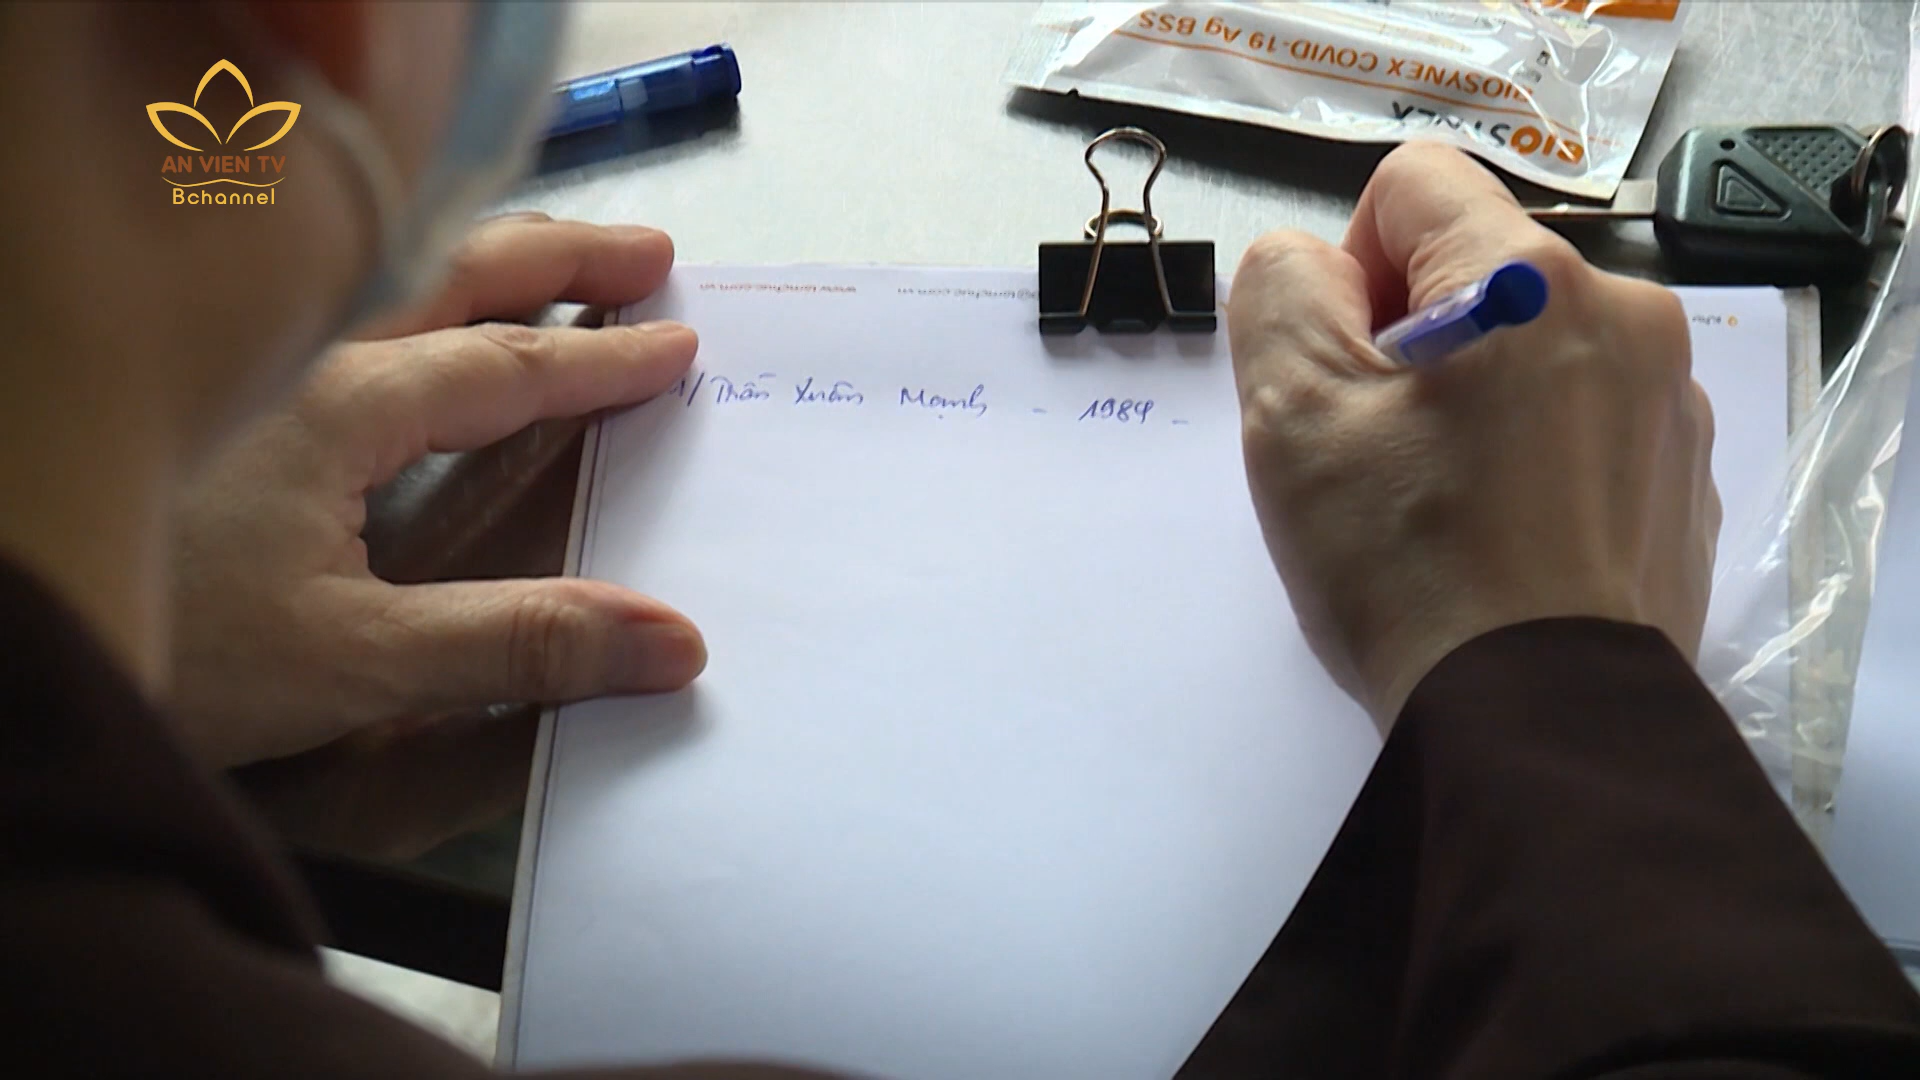 AN VIEN TV
Bchannel
BIOSYNEX COVID-19 Ag BSS
BIOSYNEX
1/ Thân Xuân Mạnh - 1984 -